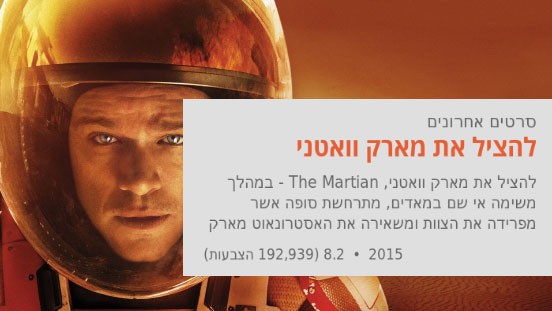 סרטים אחרונים
להציל את מארק וואטני
להציל את מארק וואטני, The Martian - במהלך
משימה אי שם במאדים, מתרחשת סופה אשר
מפרידה את הצוות ומשאירה את האסטרונאוט מארק
2015 • 8.2 (192,939 הצבעות)